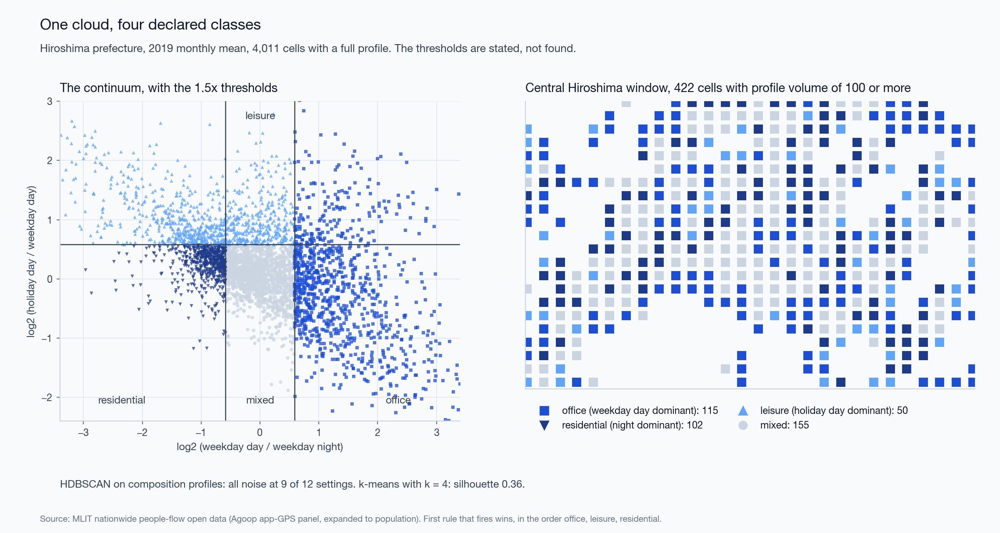 One cloud, four declared classes
Hiroshima prefecture, 2019 monthly mean, 4,011 cells with a full profile. The thresholds are stated, not found.
The continuum, with the 1.5x thresholds
3
2
1
0
−1
−2
log2 (holiday day / weekday day)
leisure
residential
mixed
office
−3
−2
−1
0
1
2
3
log2 (weekday day / weekday night)
Central Hiroshima window, 422 cells with profile volume of 100 or more
office (weekday day dominant): 115
leisure (holiday day dominant): 50
residential (night dominant): 102
mixed: 155
HDBSCAN on composition profiles: all noise at 9 of 12 settings. k-means with k = 4: silhouette 0.36.
Source: MLIT nationwide people-flow open data (Agoop app-GPS panel, expanded to population). First rule that fires wins, in the order office, leisure, residential.